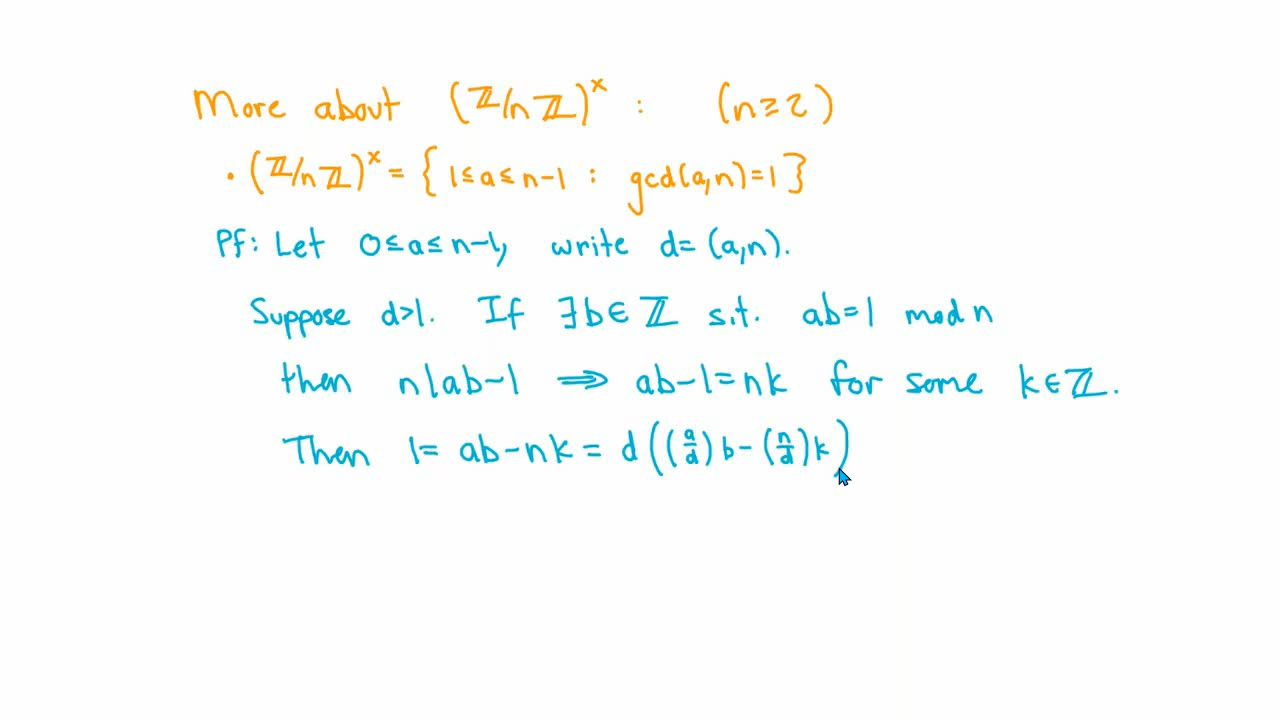 More about (ℤ/nℤ)^× : (n≥2)
• (ℤ/nℤ)^× = {1≤a≤n-1 : gcd(a,n)=1}
Pf: Let 0≤a≤n-1, write d=(a,n).
Suppose d>1. If ∃b∈ℤ s.t. ab=1 mod n
then n|ab-1 ⟹ ab-1=nk for some k∈ℤ.
Then 1= ab-nk = d((a/d)b-(n/d)k)